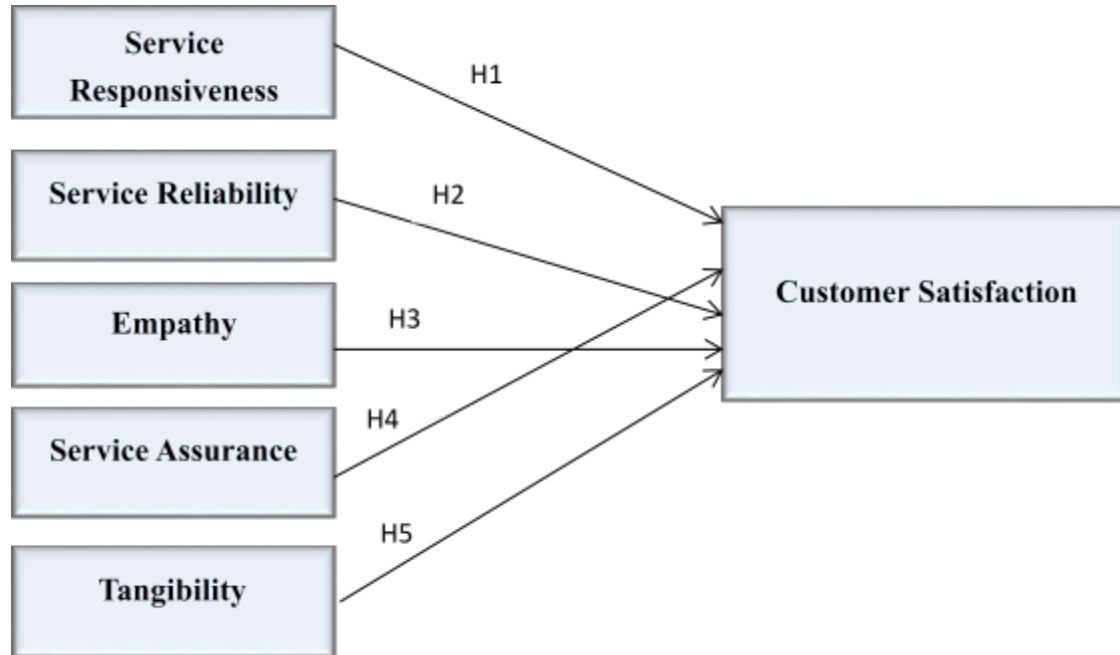 Service
Responsiveness
H1
Service Reliability
H2
Customer Satisfaction
Empathy
H3
Service Assurance
H4
Tangibility
H5